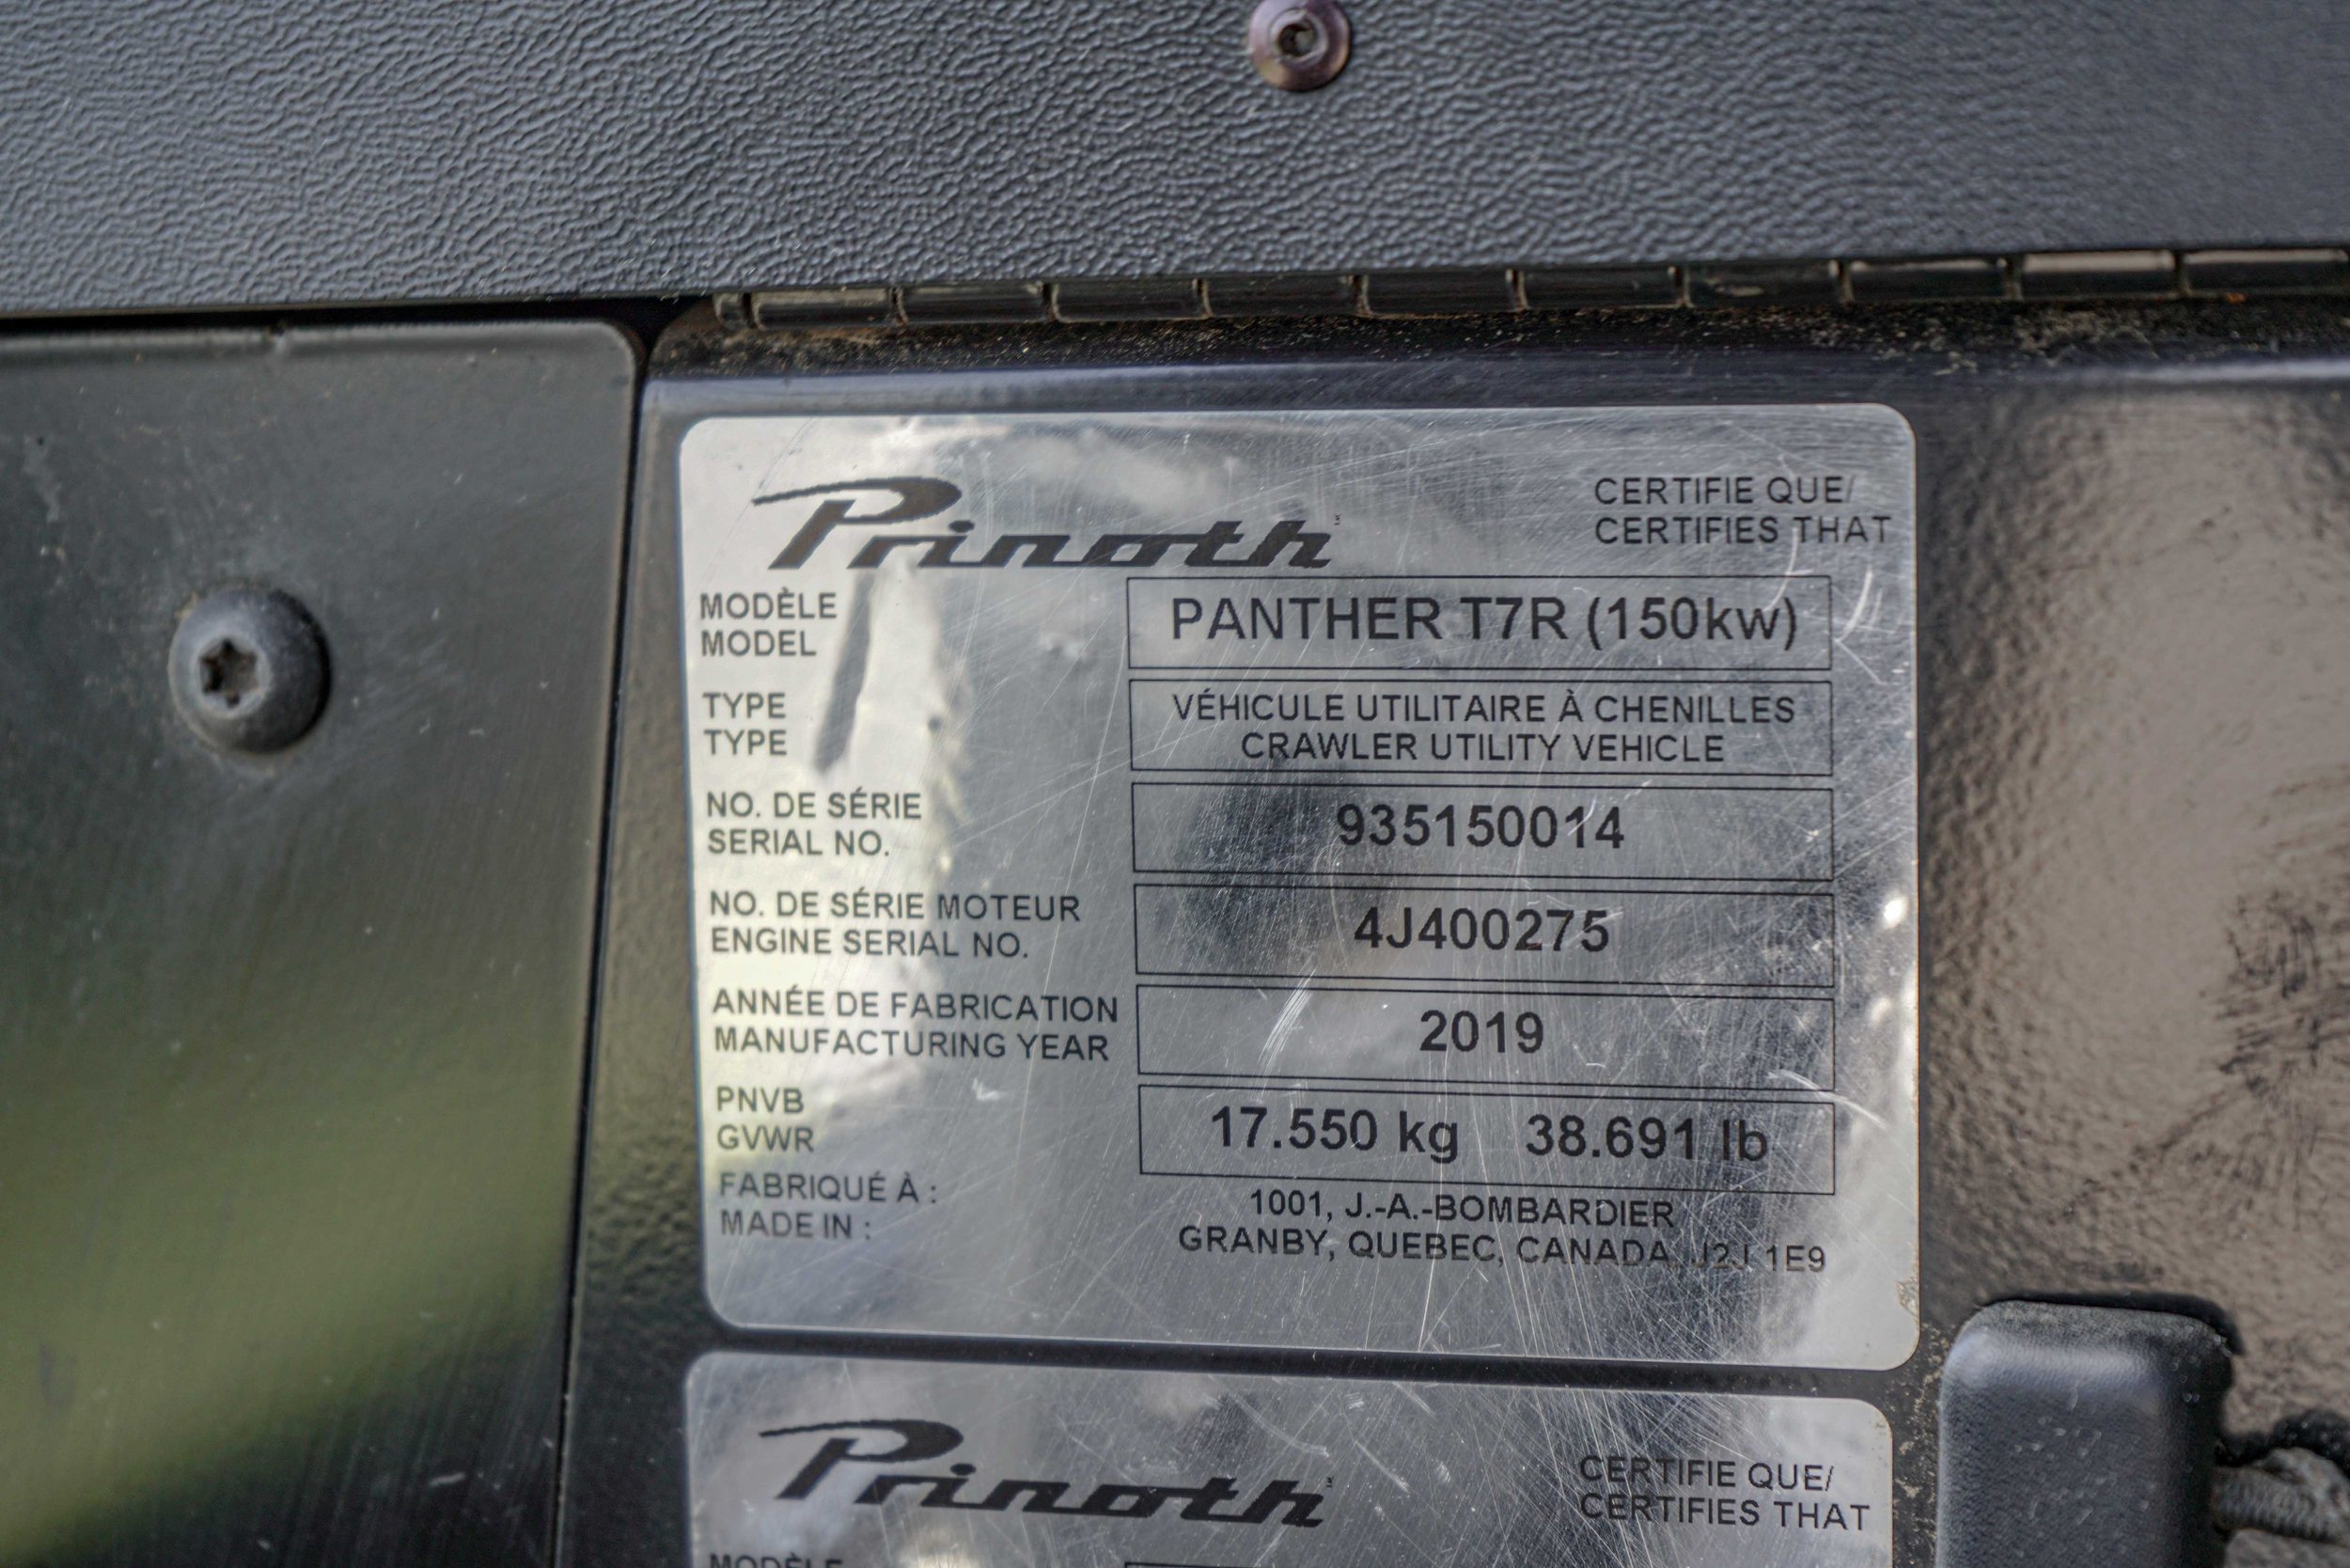 Prinoth
CERTIFIE QUE/
CERTIFIES THAT
MODÈLE
MODEL
PANTHER T7R (150kw)
TYPE
TYPE
VÉHICULE UTILITAIRE À CHENILLES
CRAWLER UTILITY VEHICLE
NO. DE SÉRIE
SERIAL NO.
935150014
NO. DE SÉRIE MOTEUR
ENGINE SERIAL NO.
4J400275
ANNÉE DE FABRICATION
MANUFACTURING YEAR
2019
PNVB
GVWR
17.550 kg 38.691 lb
FABRIQUÉ À :
MADE IN :
1001, J.-A.-BOMBARDIER
GRANBY, QUEBEC, CANADA, J2J 1E9
Prinoth
CERTIFIE QUE/
CERTIFIES THAT
MODÈLE